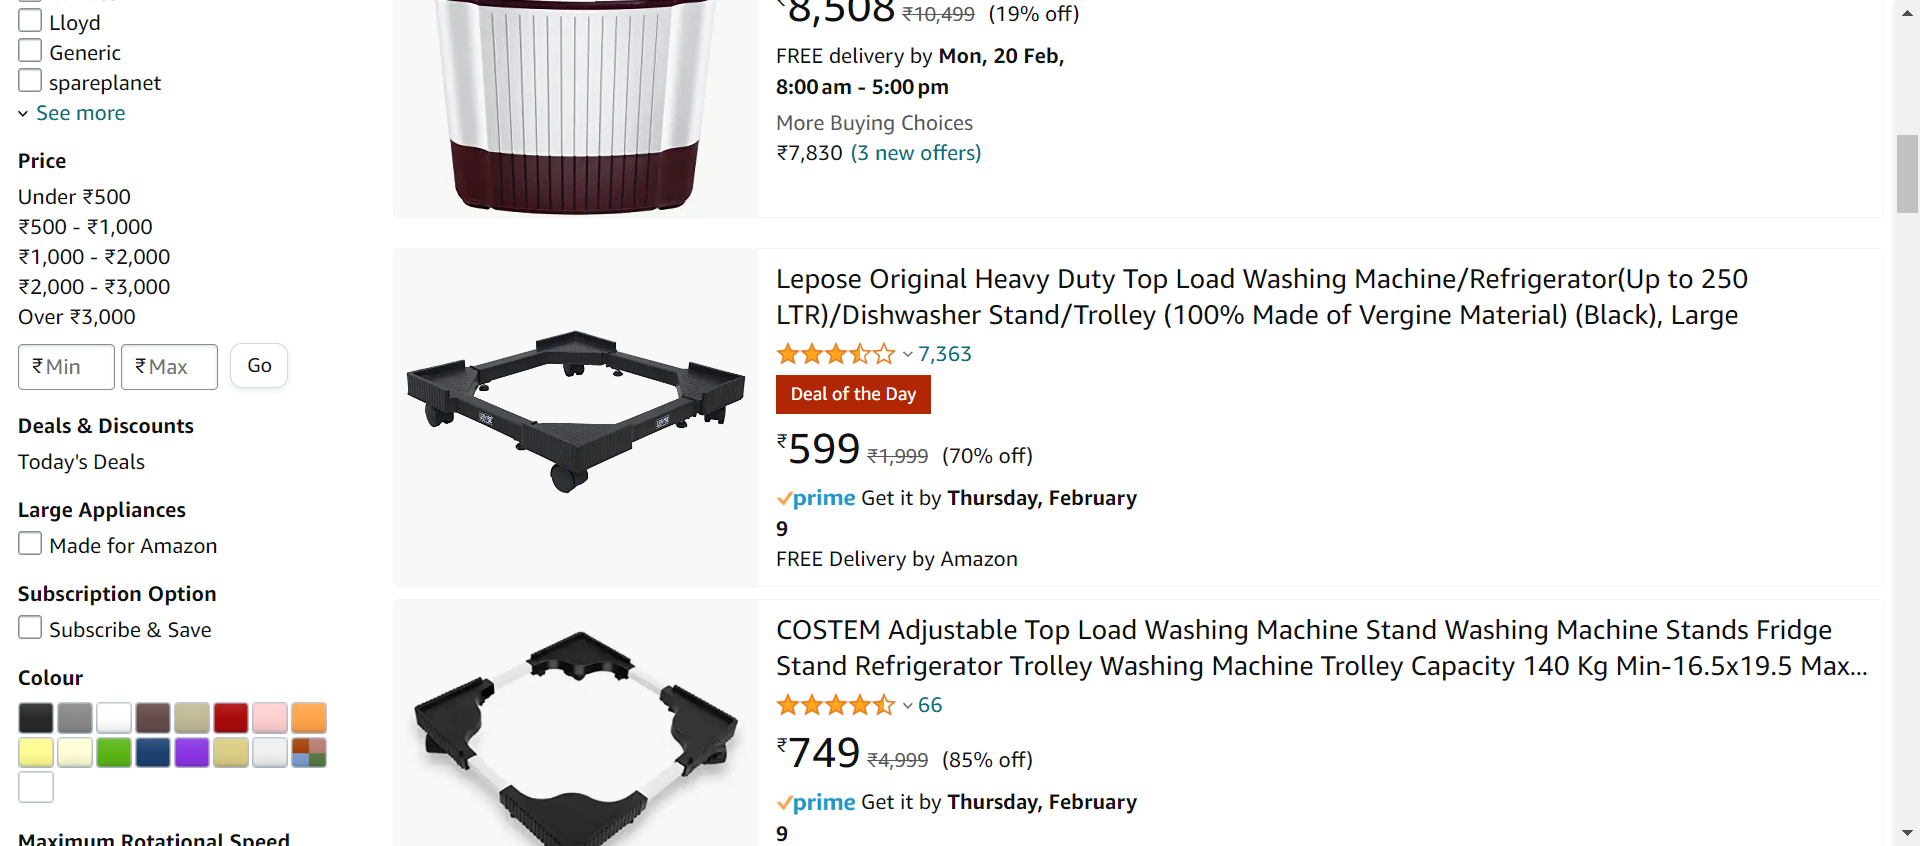 Lloyd
Generic
spareplanet
See more
Price
Under ₹500
₹500 - ₹1,000
₹1,000 - ₹2,000
₹2,000 - ₹3,000
Over ₹3,000
₹ Min ₹ Max Go
Deals & Discounts
Today's Deals
Large Appliances
Made for Amazon
Subscription Option
Subscribe & Save
Colour
Maximum Rotational Speed
₹8,508 ₹10,499 (19% off)
FREE delivery by Mon, 20 Feb,
8:00 am - 5:00 pm
More Buying Choices
₹7,830 (3 new offers)
Lepose Original Heavy Duty Top Load Washing Machine/Refrigerator(Up to 250
LTR)/Dishwasher Stand/Trolley (100% Made of Vergine Material) (Black), Large
7,363
Deal of the Day
₹599 ₹1,999 (70% off)
prime Get it by Thursday, February
9
FREE Delivery by Amazon
COSTEM Adjustable Top Load Washing Machine Stand Washing Machine Stands Fridge
Stand Refrigerator Trolley Washing Machine Trolley Capacity 140 Kg Min-16.5x19.5 Max...
66
₹749 ₹4,999 (85% off)
prime Get it by Thursday, February
9